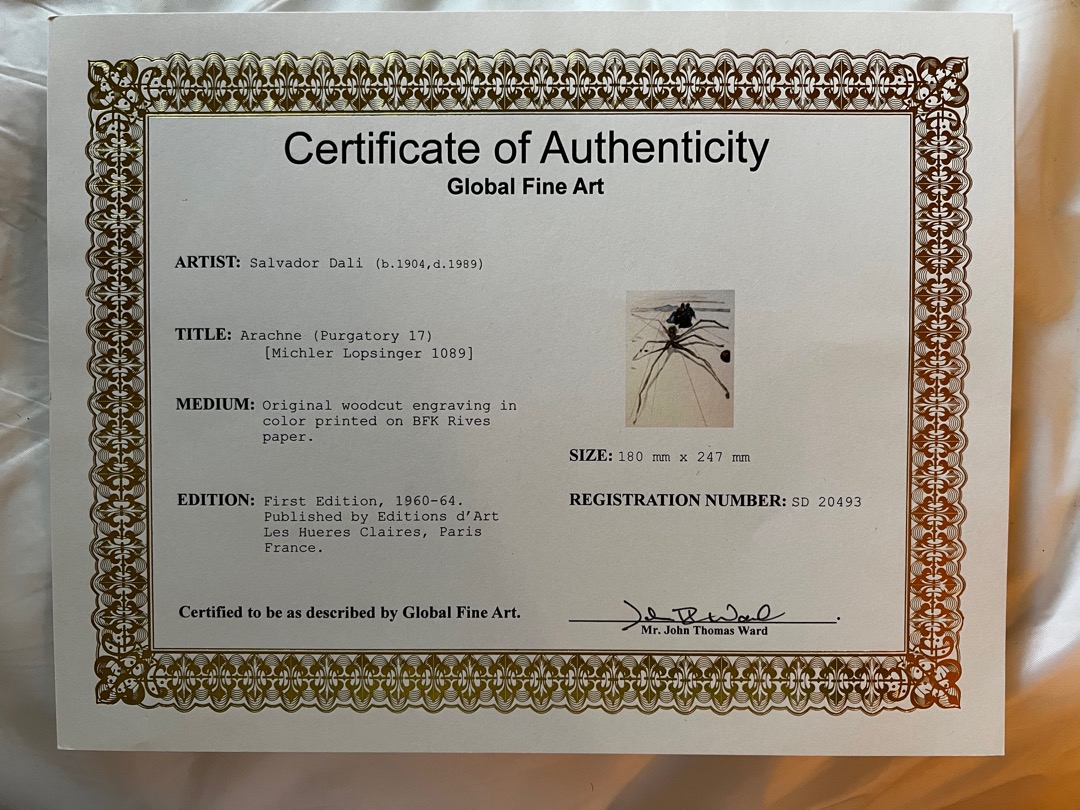 Certificate of Authenticity
Global Fine Art
ARTIST: Salvador Dali (b.1904,d.1989)
TITLE: Arachne (Purgatory 17)
[Michler Lopsinger 1089]
MEDIUM: Original woodcut engraving in
color printed on BFK Rives
paper.
SIZE: 180 mm x 247 mm
EDITION: First Edition, 1960-64.
Published by Editions d'Art
Les Hueres Claires, Paris
France.
REGISTRATION NUMBER: SD 20493
Certified to be as described by Global Fine Art.
Mr. John Thomas Ward